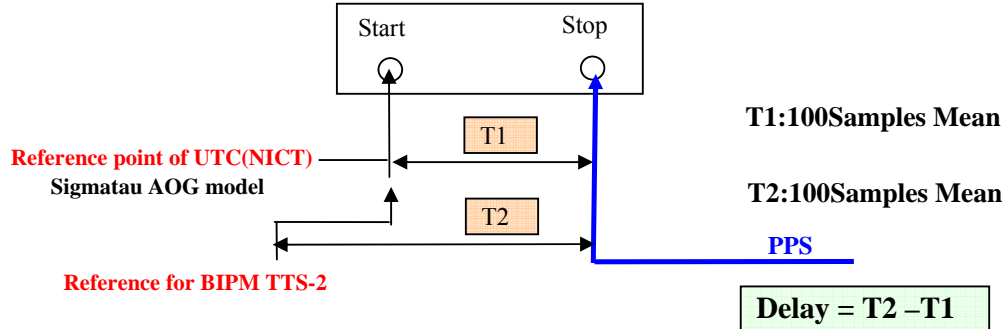 Start
Stop
T1:100Samples Mean
T1
Reference point of UTC(NICT)
Sigmatau AOG model
T2:100Samples Mean
T2
PPS
Reference for BIPM TTS-2
Delay = T2 –T1